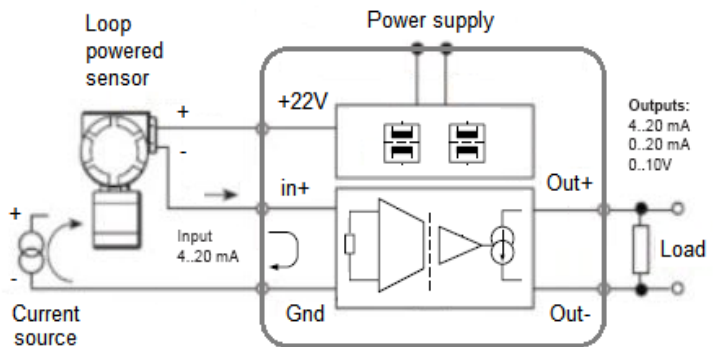 Loop
powered
sensor
Power supply
+
+22V
-
Outputs:
4..20 mA
0..20 mA
0..10V
in+
Out+
+
Input
4..20 mA
Load
-
Gnd
Out-
Current
source